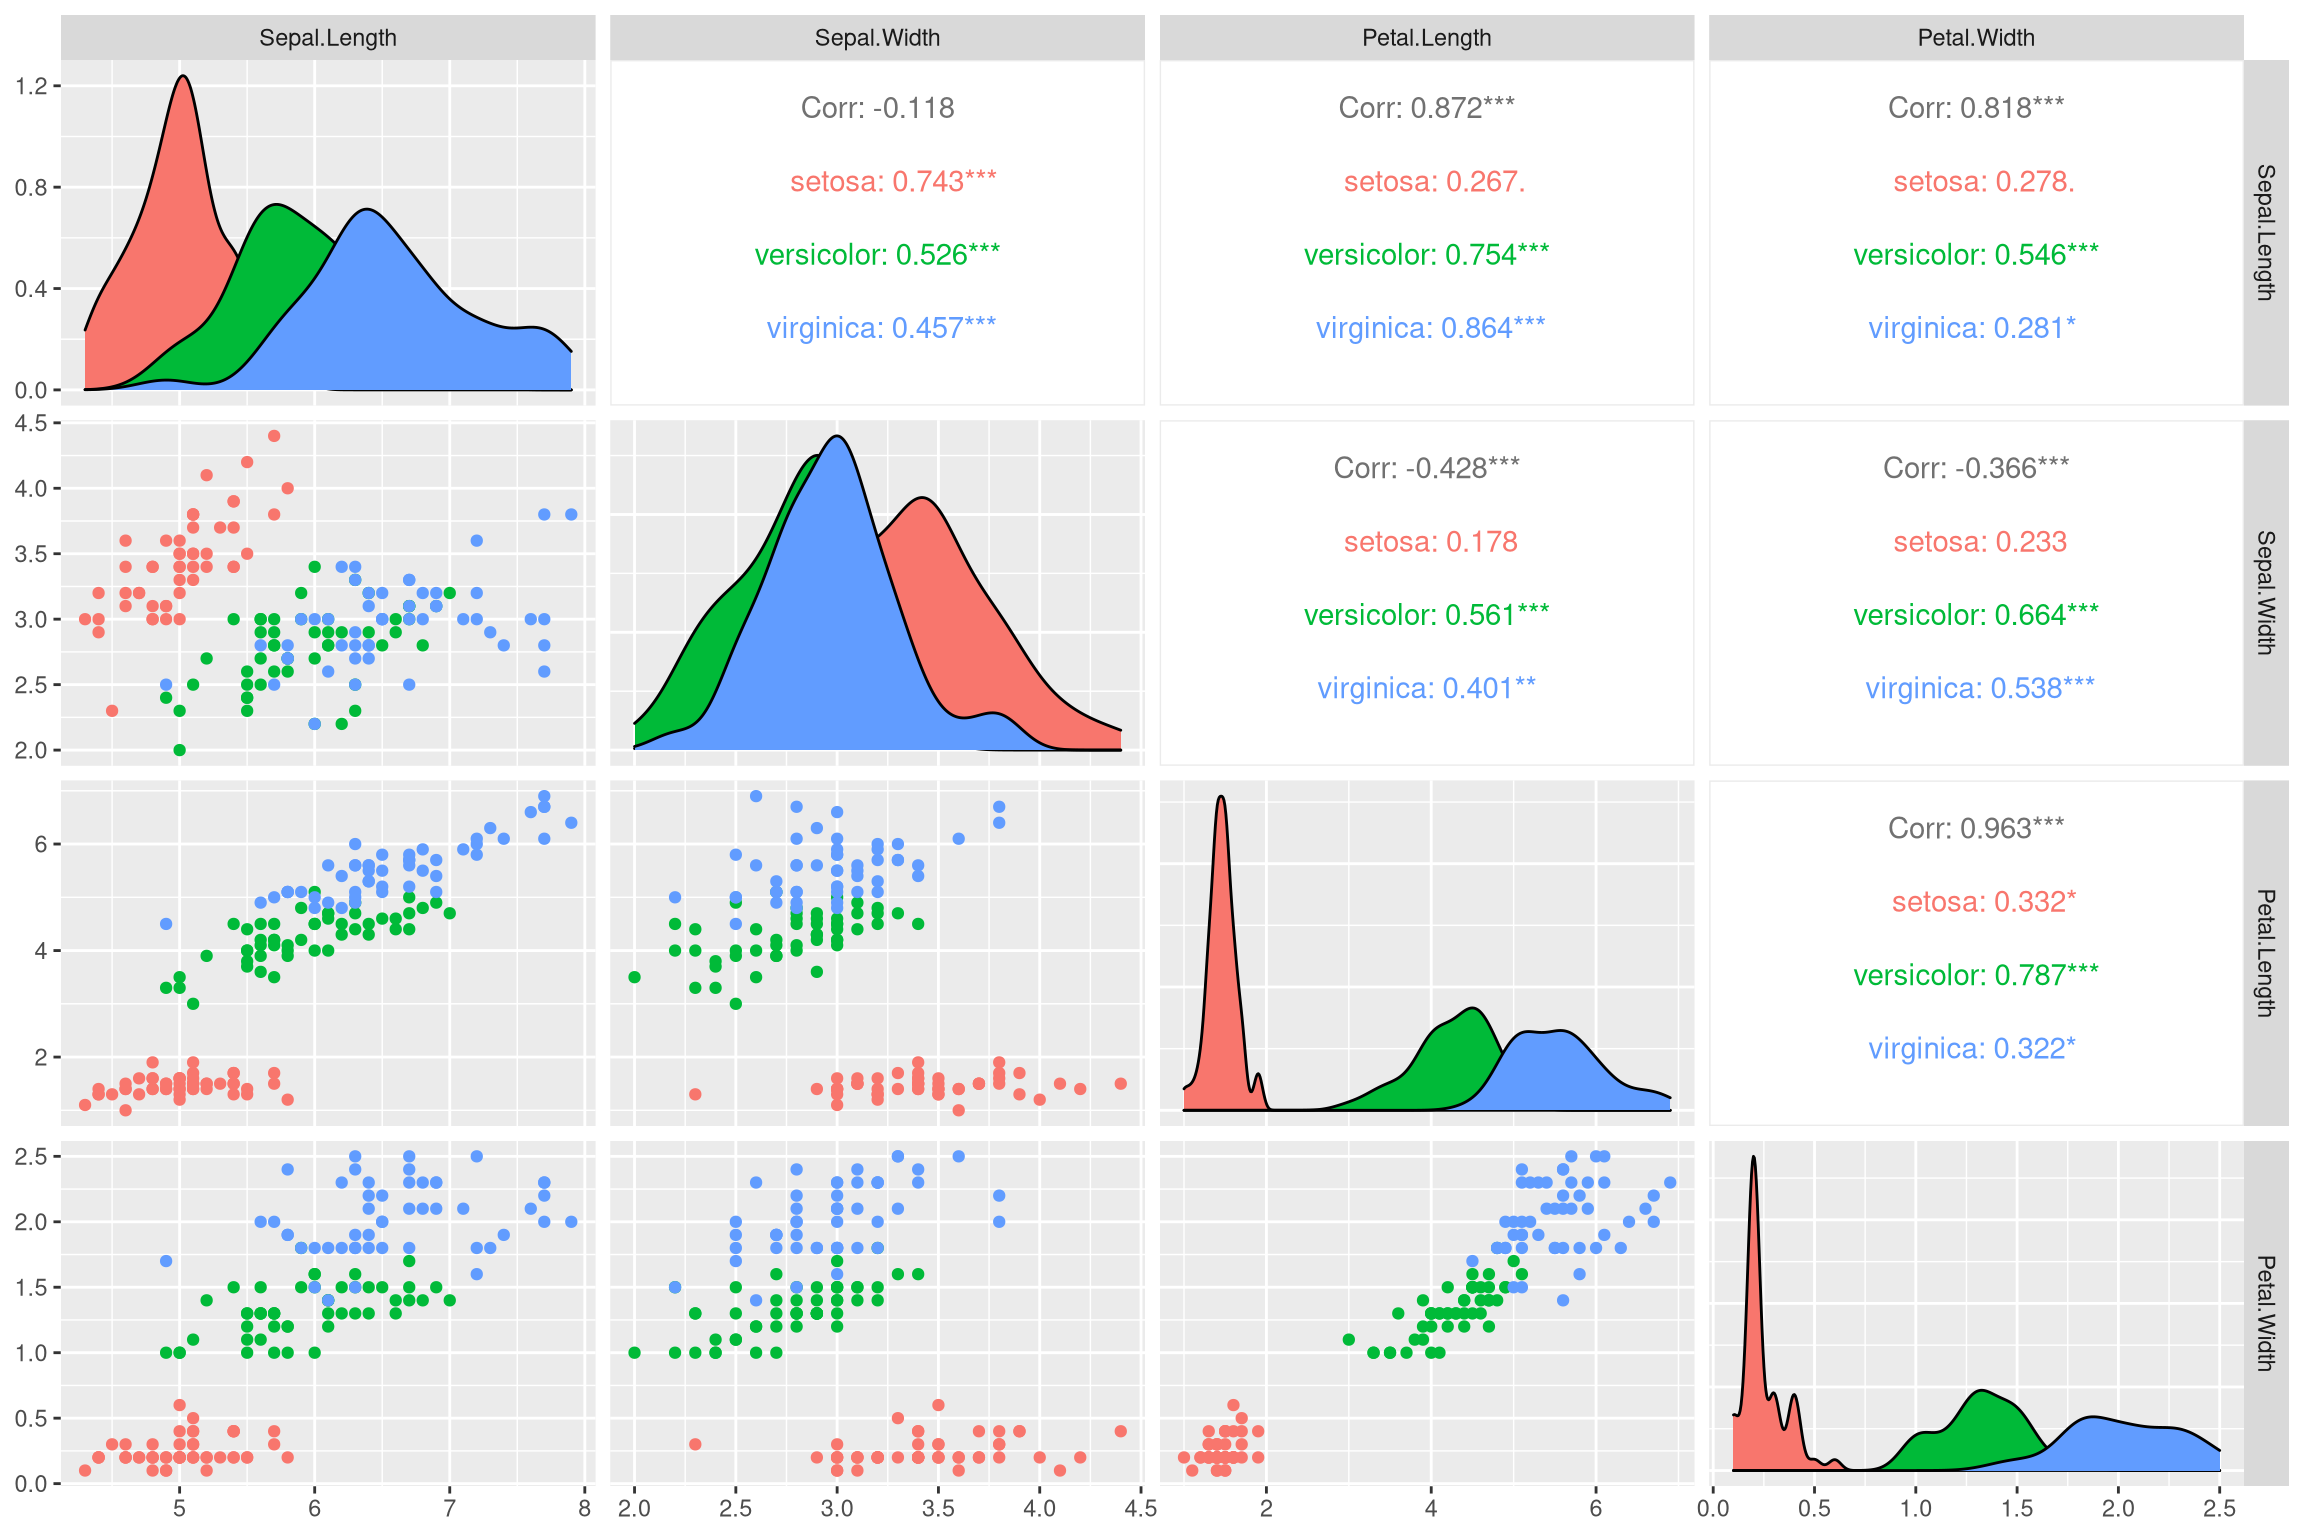 Sepal.Length
Sepal.Width
Petal.Length
Petal.Width
1.2
0.8
0.4
0.0
Corr: -0.118
setosa: 0.743***
versicolor: 0.526***
virginica: 0.457***
Corr: 0.872***
setosa: 0.267.
versicolor: 0.754***
virginica: 0.864***
Corr: 0.818***
setosa: 0.278.
versicolor: 0.546***
virginica: 0.281*
Sepal.Length
4.5
4.0
3.5
3.0
2.5
2.0
Corr: -0.428***
setosa: 0.178
versicolor: 0.561***
virginica: 0.401**
Corr: -0.366***
setosa: 0.233
versicolor: 0.664***
virginica: 0.538***
Sepal.Width
6
4
2
Corr: 0.963***
setosa: 0.332*
versicolor: 0.787***
virginica: 0.322*
Petal.Length
2.5
2.0
1.5
1.0
0.5
0.0
Petal.Width
5 6 7 8
2.0 2.5 3.0 3.5 4.0 4.5
2 4 6
0.0 0.5 1.0 1.5 2.0 2.5